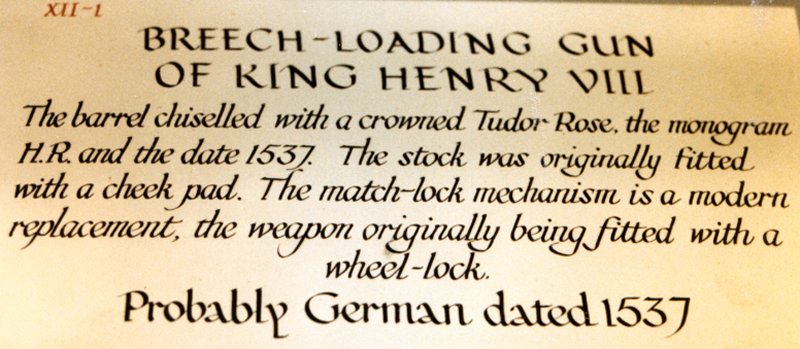 XII-1
BREECH-LOADING GUN
OF KING HENRY VIII
The barrel chiselled with a crowned Tudor Rose, the monogram
H.R. and the date 1537. The stock was originally fitted
with a cheek pad. The match-lock mechanism is a modern
replacement, the weapon originally being fitted with a
wheel-lock.
Probably German dated 1537